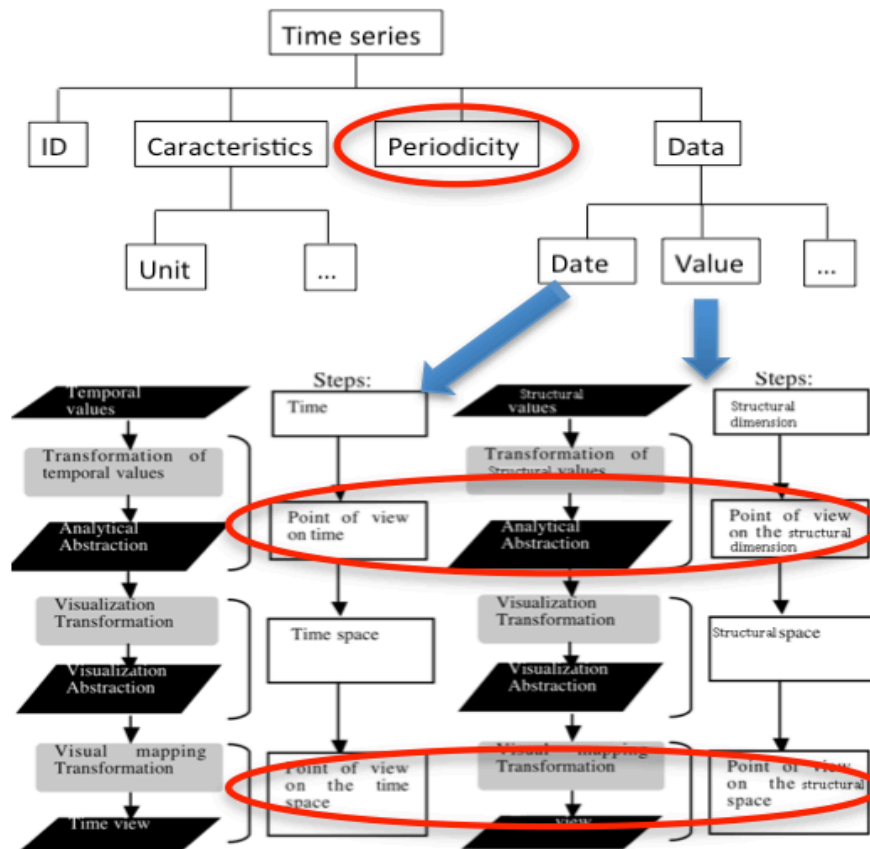 Time series
ID
Caracteristics
Periodicity
Data
Unit
...
Date
Value
...
Temporal
values
Transformation of
temporal values
Analytical
Abstraction
Visualization
Transformation
Visualization
Abstraction
Visual mapping
Transformation
Time view
Steps:
Time
Point of view
on time
Time space
Point of view
on the time
space
Structural
values
Transformation of
Structural values
Analytical
Abstraction
Visualization
Transformation
Visualization
Abstraction
Visual mapping
Transformation
view
Steps:
Structural
dimension
Point of view
on the structural
dimension
Structural space
Point of view
on the structural
space